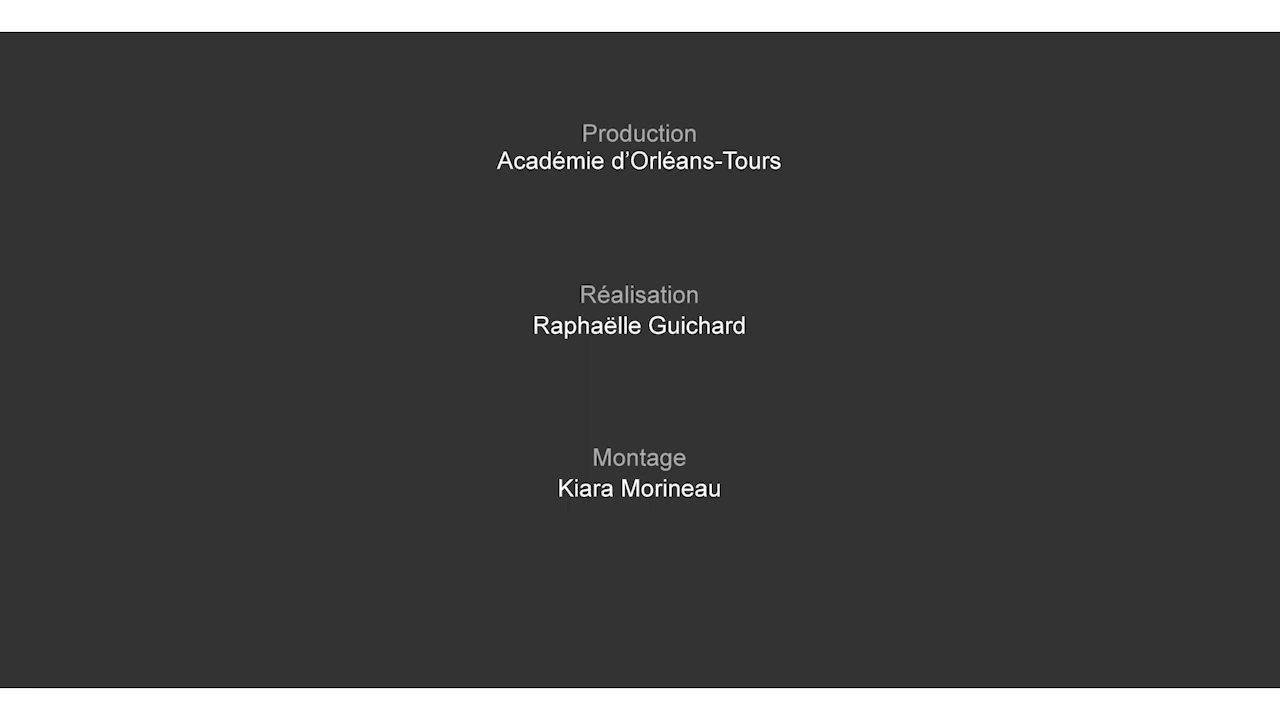 Production
Académie d’Orléans-Tours
Réalisation
Raphaëlle Guichard
Montage
Kiara Morineau